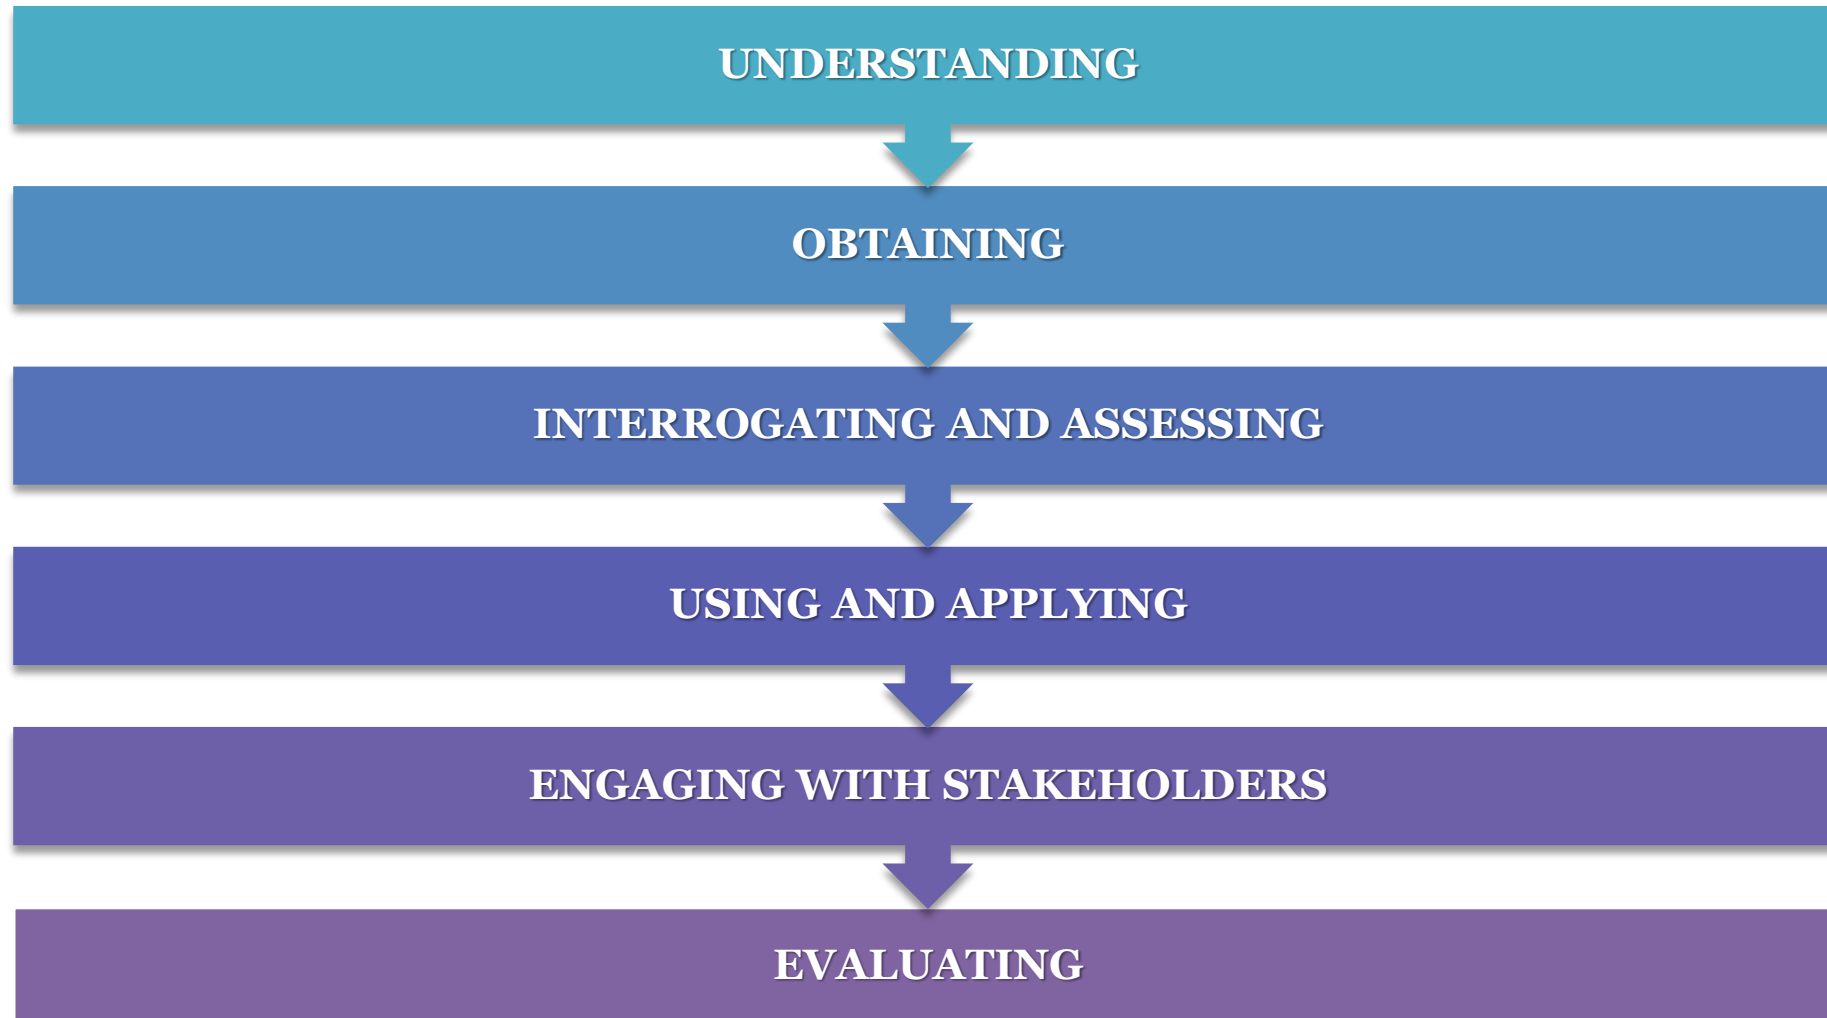 UNDERSTANDING
OBTAINING
INTERROGATING AND ASSESSING
USING AND APPLYING
ENGAGING WITH STAKEHOLDERS
EVALUATING